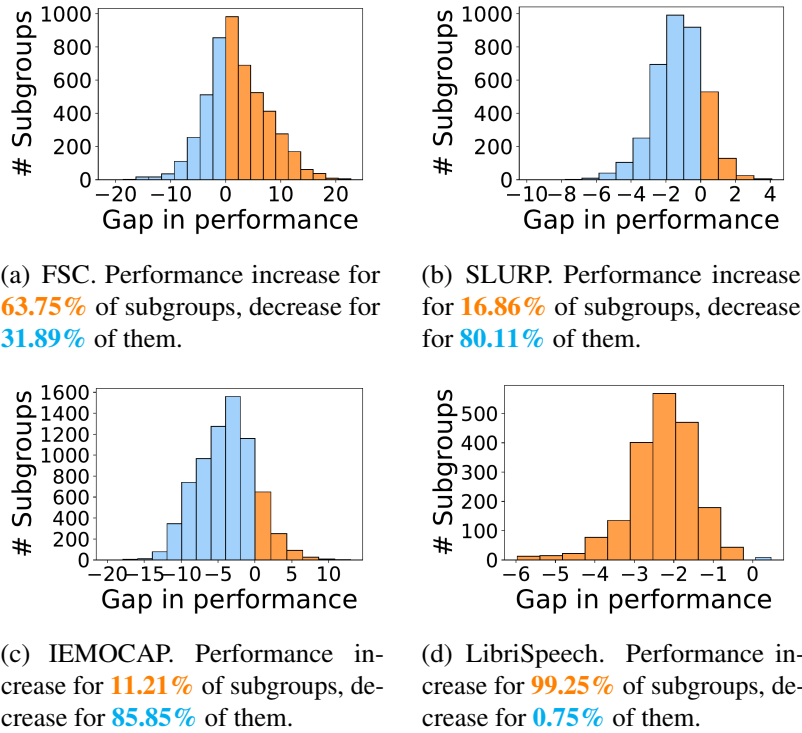 1000
800
600
400
200
0
# Subgroups
−20 −10 0 10 20
Gap in performance
(a) FSC. Performance increase for
63.75% of subgroups, decrease for
31.89% of them.
1000
800
600
400
200
0
# Subgroups
−10 −8 −6 −4 −2 0 2 4
Gap in performance
(b) SLURP. Performance increase
for 16.86% of subgroups, decrease
for 80.11% of them.
1600
1400
1200
1000
800
600
400
200
0
# Subgroups
−20 −15 −10 −5 0 5 10
Gap in performance
(c) IEMOCAP. Performance in-
crease for 11.21% of subgroups, de-
crease for 85.85% of them.
500
400
300
200
100
0
# Subgroups
−6 −5 −4 −3 −2 −1 0
Gap in performance
(d) LibriSpeech. Performance in-
crease for 99.25% of subgroups, de-
crease for 0.75% of them.